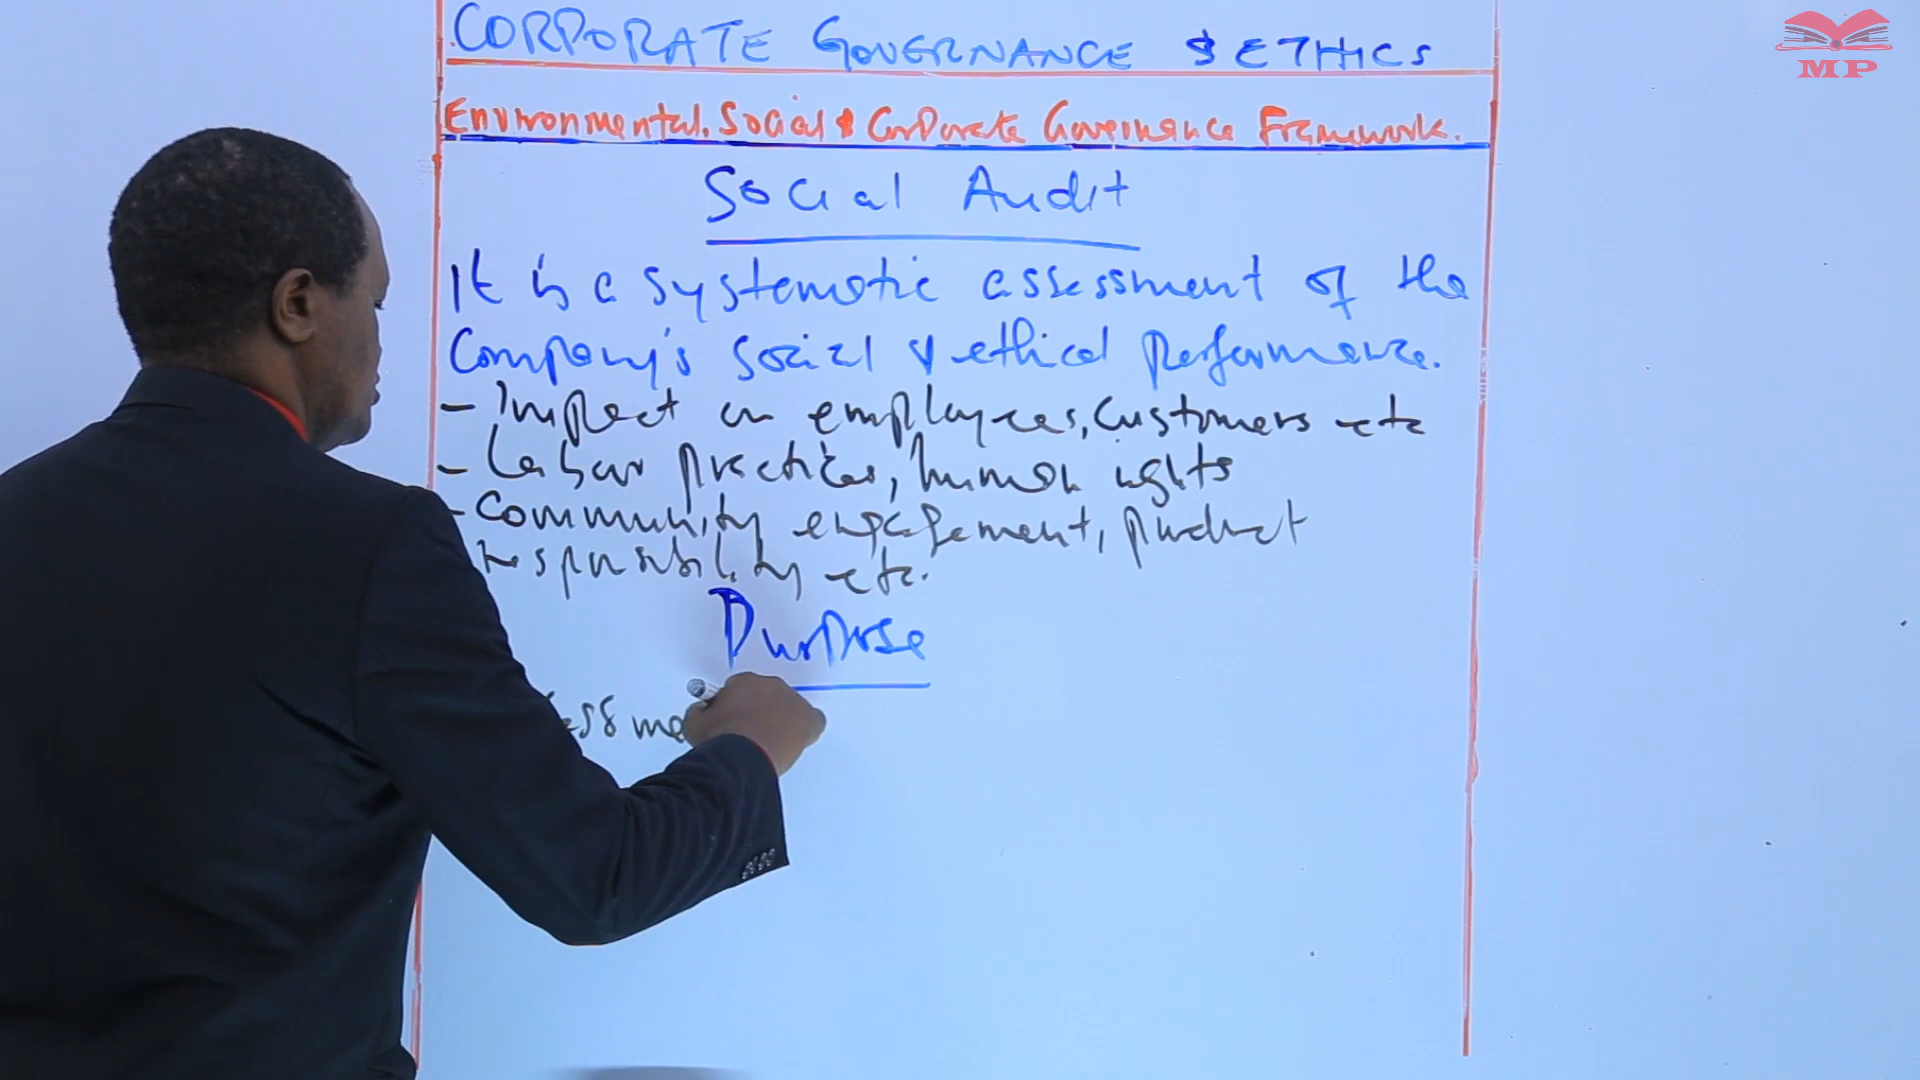 MP
CORPORATE GOVERNANCE & ETHICS
Environmental, Social & Corporate Governance Framework.
Social Audit
It is a systematic assessment of the
Company's social & ethical performance.
- Impact on employees, customers etc
- Labour practices, human rights
- Community engagement, product
responsibility etc.
Purpose